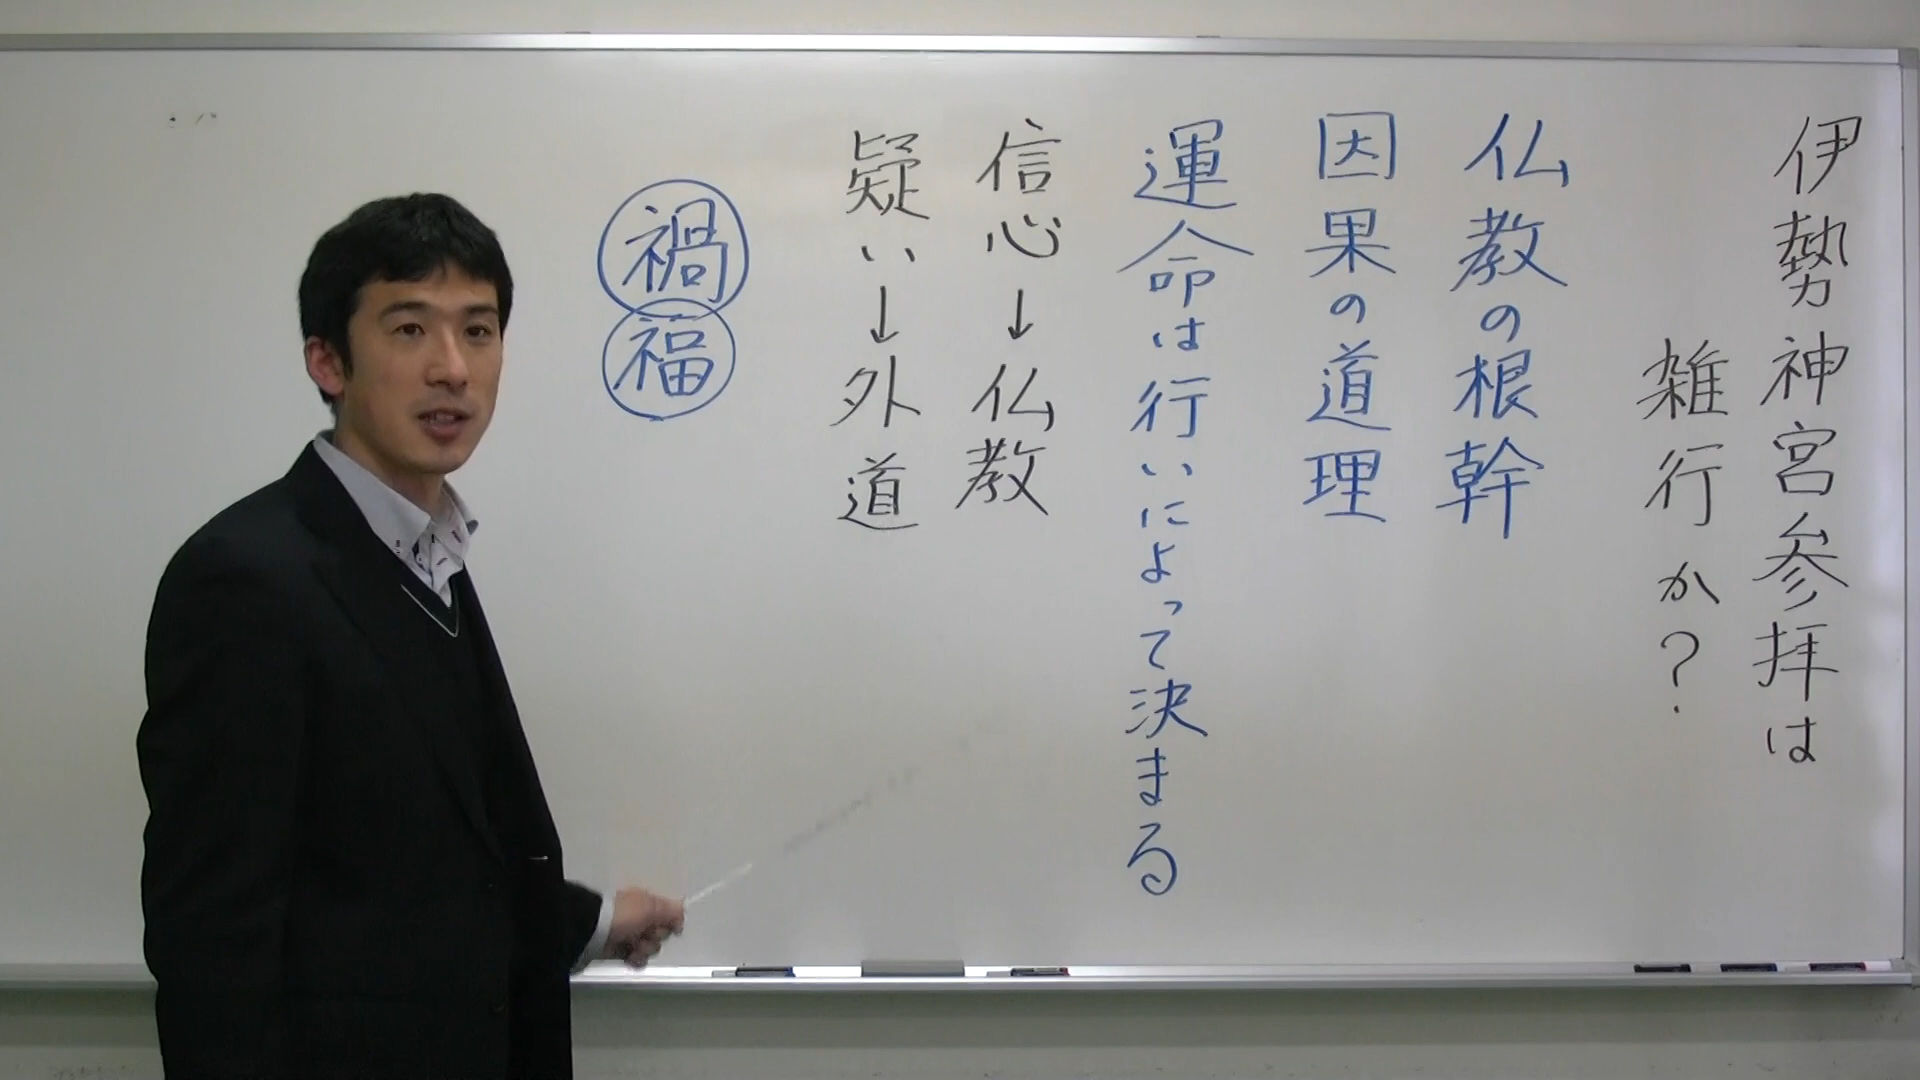 伊勢神宮参拝は
雑行か?
仏教の根幹
因果の道理
運命は行いによって決まる
信心→仏教
疑い→外道
禍福